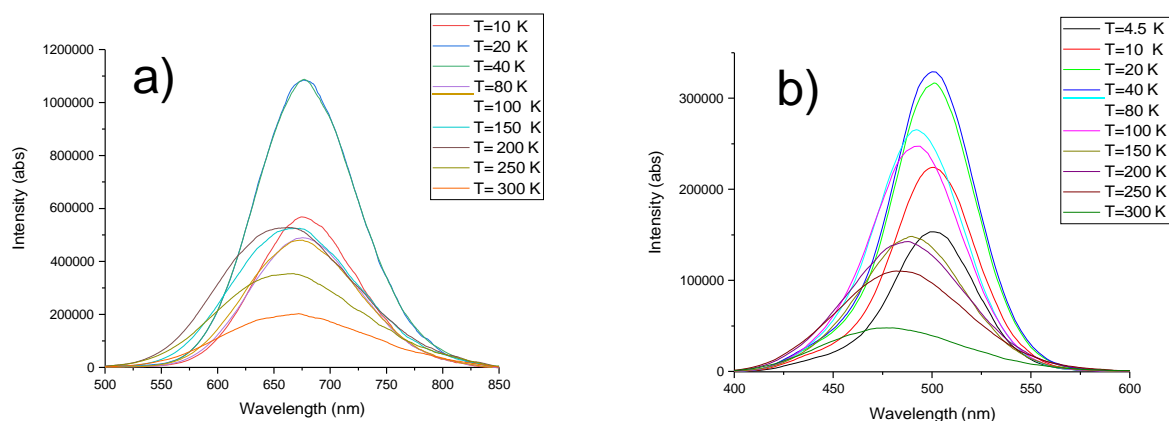 a)
T=10 K
T=20 K
T=40 K
T=80 K
T=100 K
T=150 K
T= 200 K
T= 250 K
T= 300 K
1200000
1000000
800000
600000
400000
200000
0
Intensity (abs)
500 550 600 650 700 750 800 850
Wavelength (nm)
b)
T=4.5 K
T=10 K
T=20 K
T=40 K
T=80 K
T=100 K
T=150 K
T=200 K
T=250 K
T=300 K
300000
200000
100000
0
Intensity (abs)
400 450 500 550 600
Wavelength (nm)